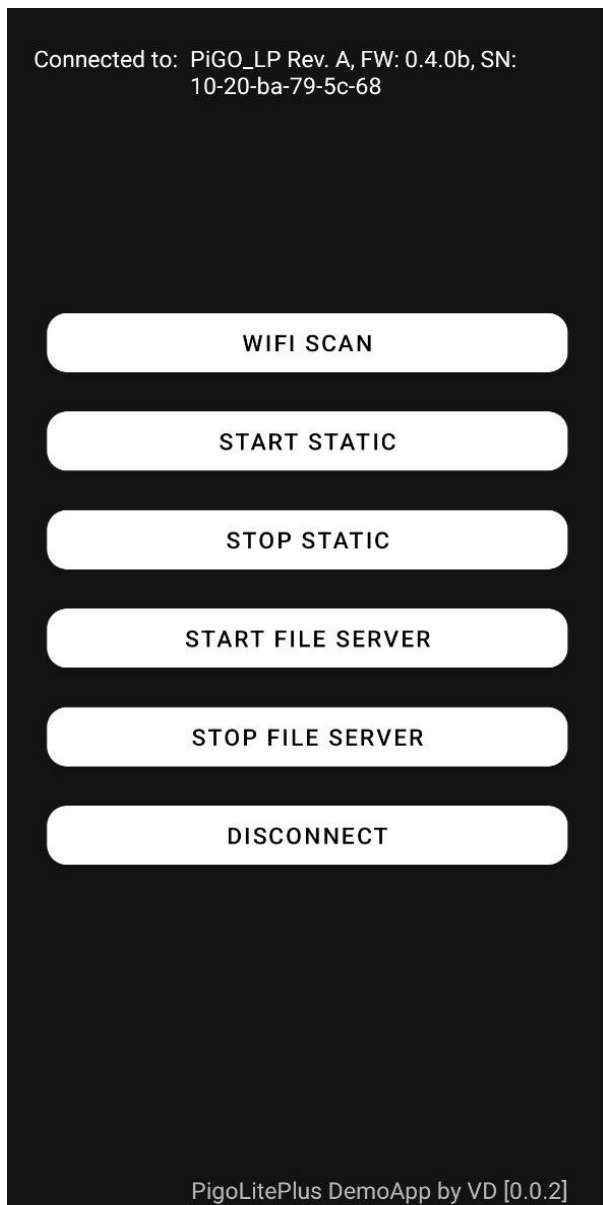 Connected to: PiGO_LP Rev. A, FW: 0.4.0b, SN:
10-20-ba-79-5c-68
WIFI SCAN
START STATIC
STOP STATIC
START FILE SERVER
STOP FILE SERVER
DISCONNECT
PigoLitePlus DemoApp by VD [0.0.2]